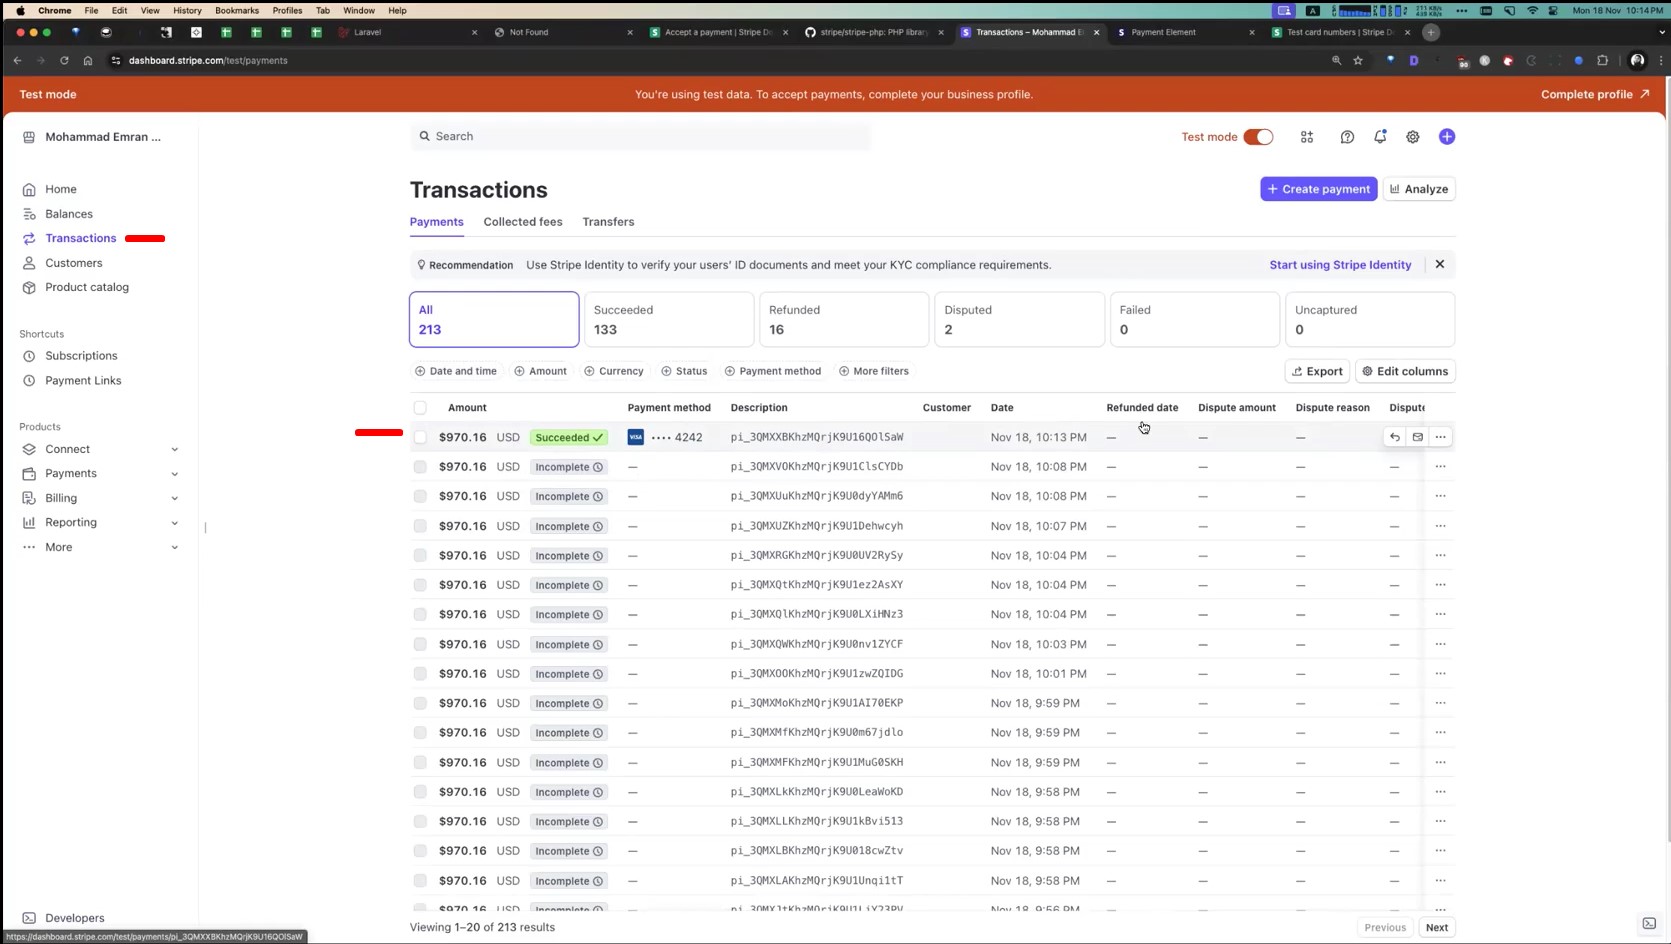 Chrome File Edit View History Bookmarks Profiles Tab Window Help
Mon 18 Nov 10:14 PM
Laravel
Not Found
Accept a payment | Stripe D
stripe/stripe-php: PHP library
Transactions – Mohammad E
Payment Element
Test card numbers | Stripe D
dashboard.stripe.com/test/payments
Test mode
You're using test data. To accept payments, complete your business profile.
Complete profile
Mohammad Emran ...
Search
Test mode
Home
Balances
Transactions
Customers
Product catalog
Shortcuts
Subscriptions
Payment Links
Products
Connect
Payments
Billing
Reporting
More
Developers
Transactions
Create payment
Analyze
Payments Collected fees Transfers
Recommendation Use Stripe Identity to verify your users' ID documents and meet your KYC compliance requirements. Start using Stripe Identity
All
213
Succeeded
133
Refunded
16
Disputed
2
Failed
0
Uncaptured
0
Date and time Amount Currency Status Payment method More filters Export Edit columns
Amount Payment method Description Customer Date Refunded date Dispute amount Dispute reason Dispute
$970.16 USD Succeeded VISA •••• 4242 pi_3QMXXBKhzMQrjK9U16QOlSaW Nov 18, 10:13 PM — — — —
$970.16 USD Incomplete — pi_3QMXVOKhzMQrjK9U1ClsCYDb Nov 18, 10:08 PM — — — —
$970.16 USD Incomplete — pi_3QMXUuKhzMQrjK9U0dyYAMm6 Nov 18, 10:08 PM — — — —
$970.16 USD Incomplete — pi_3QMXUZKhzMQrjK9U1Dehwcyh Nov 18, 10:07 PM — — — —
$970.16 USD Incomplete — pi_3QMXRGKhzMQrjK9U0UV2RySy Nov 18, 10:04 PM — — — —
$970.16 USD Incomplete — pi_3QMXQtKhzMQrjK9U1ez2AsXY Nov 18, 10:04 PM — — — —
$970.16 USD Incomplete — pi_3QMXQlKhzMQrjK9U0LXiHNz3 Nov 18, 10:04 PM — — — —
$970.16 USD Incomplete — pi_3QMXQWKhzMQrjK9U0nv1ZYCF Nov 18, 10:03 PM — — — —
$970.16 USD Incomplete — pi_3QMXOOKhzMQrjK9U1zwZQIDG Nov 18, 10:01 PM — — — —
$970.16 USD Incomplete — pi_3QMXMoKhzMQrjK9U1AI70EKP Nov 18, 9:59 PM — — — —
$970.16 USD Incomplete — pi_3QMXMfKhzMQrjK9U0m67jdlo Nov 18, 9:59 PM — — — —
$970.16 USD Incomplete — pi_3QMXMFKhzMQrjK9U1MuG0SKH Nov 18, 9:59 PM — — — —
$970.16 USD Incomplete — pi_3QMXLkKhzMQrjK9U0LeaWoKD Nov 18, 9:58 PM — — — —
$970.16 USD Incomplete — pi_3QMXLLKhzMQrjK9U1kBvi513 Nov 18, 9:58 PM — — — —
$970.16 USD Incomplete — pi_3QMXLBKhzMQrjK9U018cwZtv Nov 18, 9:58 PM — — — —
$970.16 USD Incomplete — pi_3QMXLAKhzMQrjK9U1Unqi1tT Nov 18, 9:58 PM — — — —
$970.16 USD Incomplete Nov 18, 9:56 PM
Viewing 1–20 of 213 results
Previous Next
https://dashboard.stripe.com/test/payments/pi_3QMXXBKhzMQrjK9U16QOlSaW